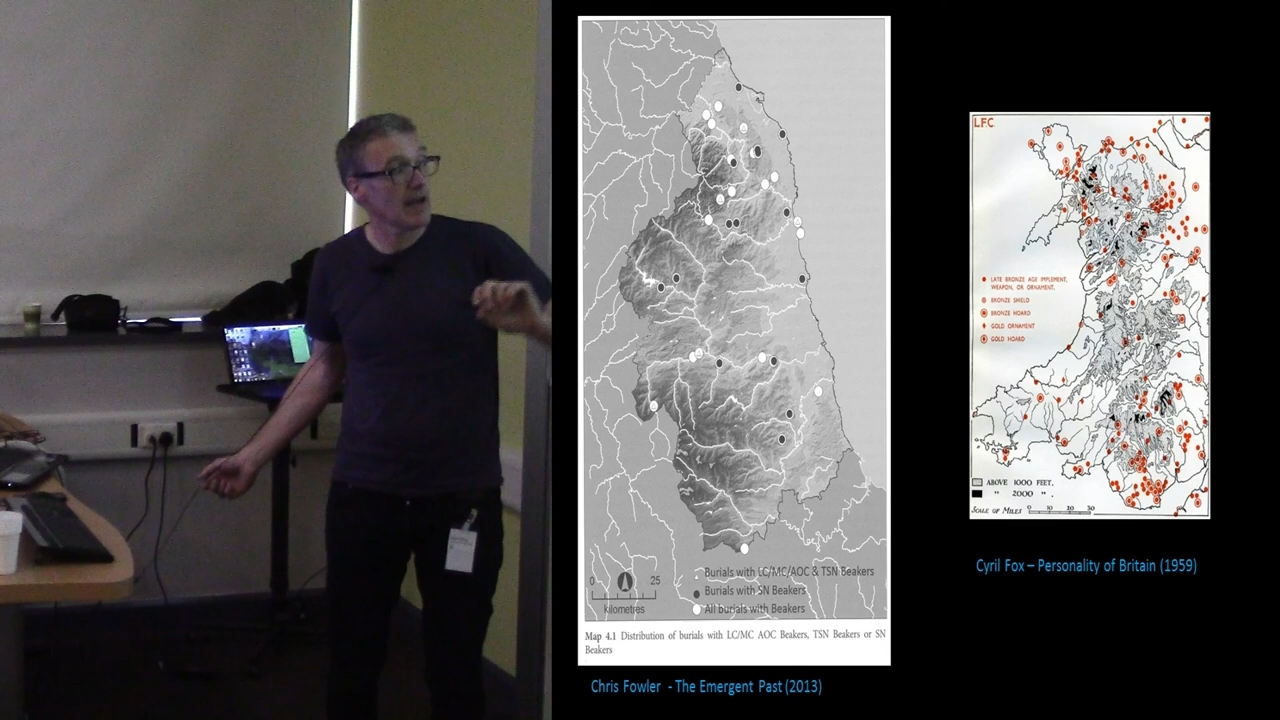 Burials with LC/MC/AOC & TSN Beakers
Burials with SN Beakers
All burials with Beakers
0 25
kilometres
Map 4.1 Distribution of burials with LC/MC AOC Beakers, TSN Beakers or SN
Beakers
Chris Fowler - The Emergent Past (2013)
L.F.C.
LATE BRONZE AGE IMPLEMENT,
WEAPON, OR ORNAMENT.
BRONZE SHIELD
BRONZE HOARD
GOLD ORNAMENT
GOLD HOARD
ABOVE 1000 FEET.
" 2000 " .
SCALE OF MILES 0 10 20 30
Cyril Fox – Personality of Britain (1959)